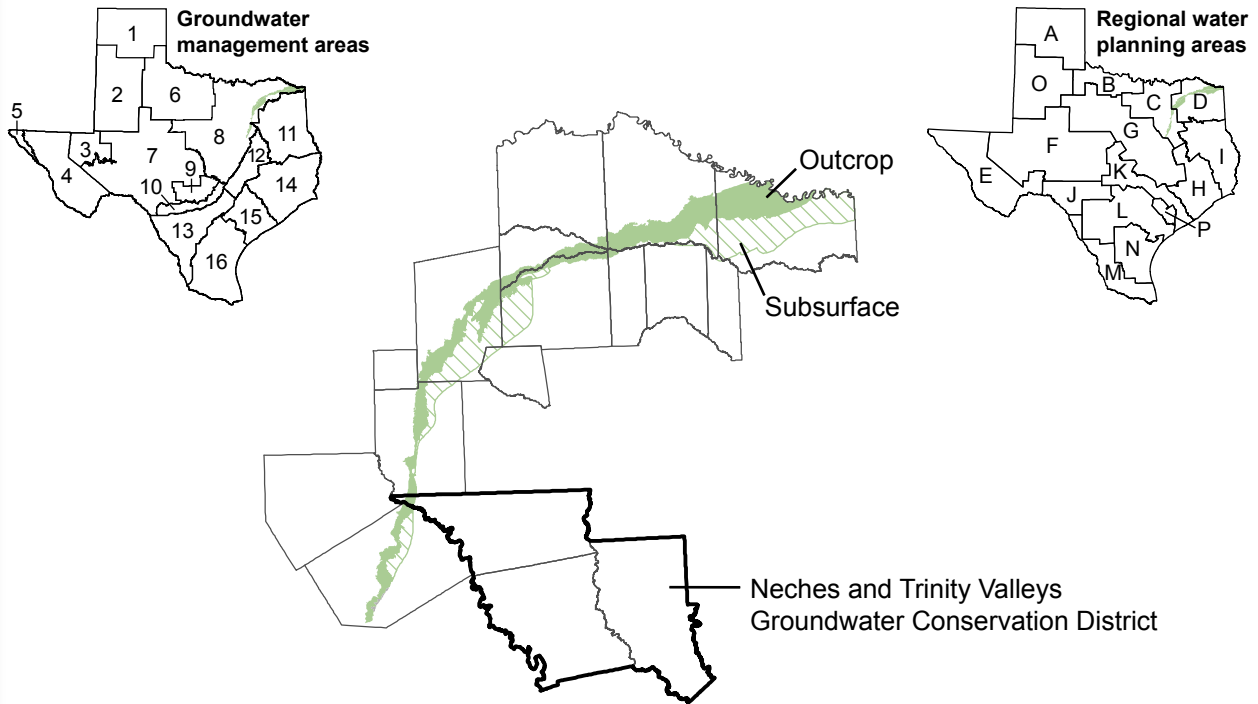 Groundwater
management areas
1
2
6
5
3
7
8
11
4
9
12
10
14
13
15
16
Outcrop
Subsurface
Neches and Trinity Valleys
Groundwater Conservation District
Regional water
planning areas
A
O
B
C
D
G
F
I
E
K
H
J
L
P
N
M